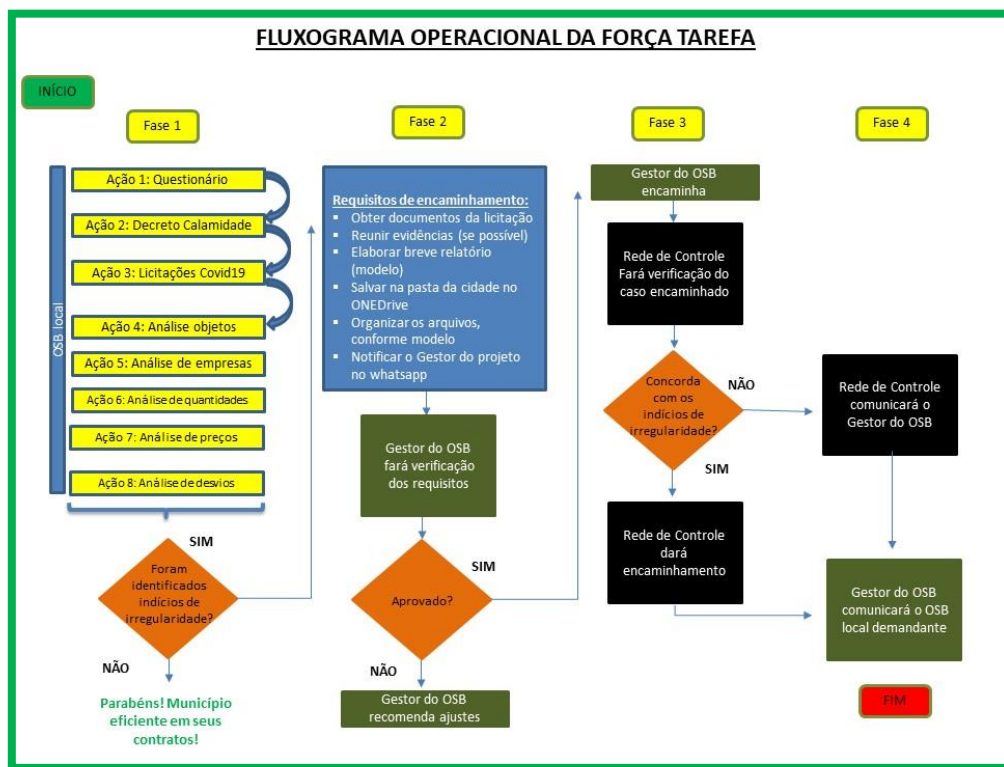 FLUXOGRAMA OPERACIONAL DA FORÇA TAREFA
INÍCIO
Fase 1
OSB local
Ação 1: Questionário
Ação 2: Decreto Calamidade
Ação 3: Licitações Covid19
Ação 4: Análise objetos
Ação 5: Análise de empresas
Ação 6: Análise de quantidades
Ação 7: Análise de preços
Ação 8: Análise de desvios
SIM
Foram
identificados
indícios de
irregularidade?
NÃO
Parabéns! Município
eficiente em seus
contratos!
Fase 2
Requisitos de encaminhamento:
▪ Obter documentos da licitação
▪ Reunir evidências (se possível)
▪ Elaborar breve relatório
(modelo)
▪ Salvar na pasta da cidade no
ONEDrive
▪ Organizar os arquivos,
conforme modelo
▪ Notificar o Gestor do projeto
no whatsapp
Gestor do OSB
fará verificação
dos requisitos
SIM
Aprovado?
NÃO
Gestor do OSB
recomenda ajustes
Fase 3
Gestor do OSB
encaminha
Rede de Controle
Fará verificação do
caso encaminhado
Concorda
com os
indícios de
irregularidade?
NÃO
SIM
Rede de Controle
dará
encaminhamento
Fase 4
Rede de Controle
comunicará o
Gestor do OSB
Gestor do OSB
comunicará o OSB
local demandante
FIM